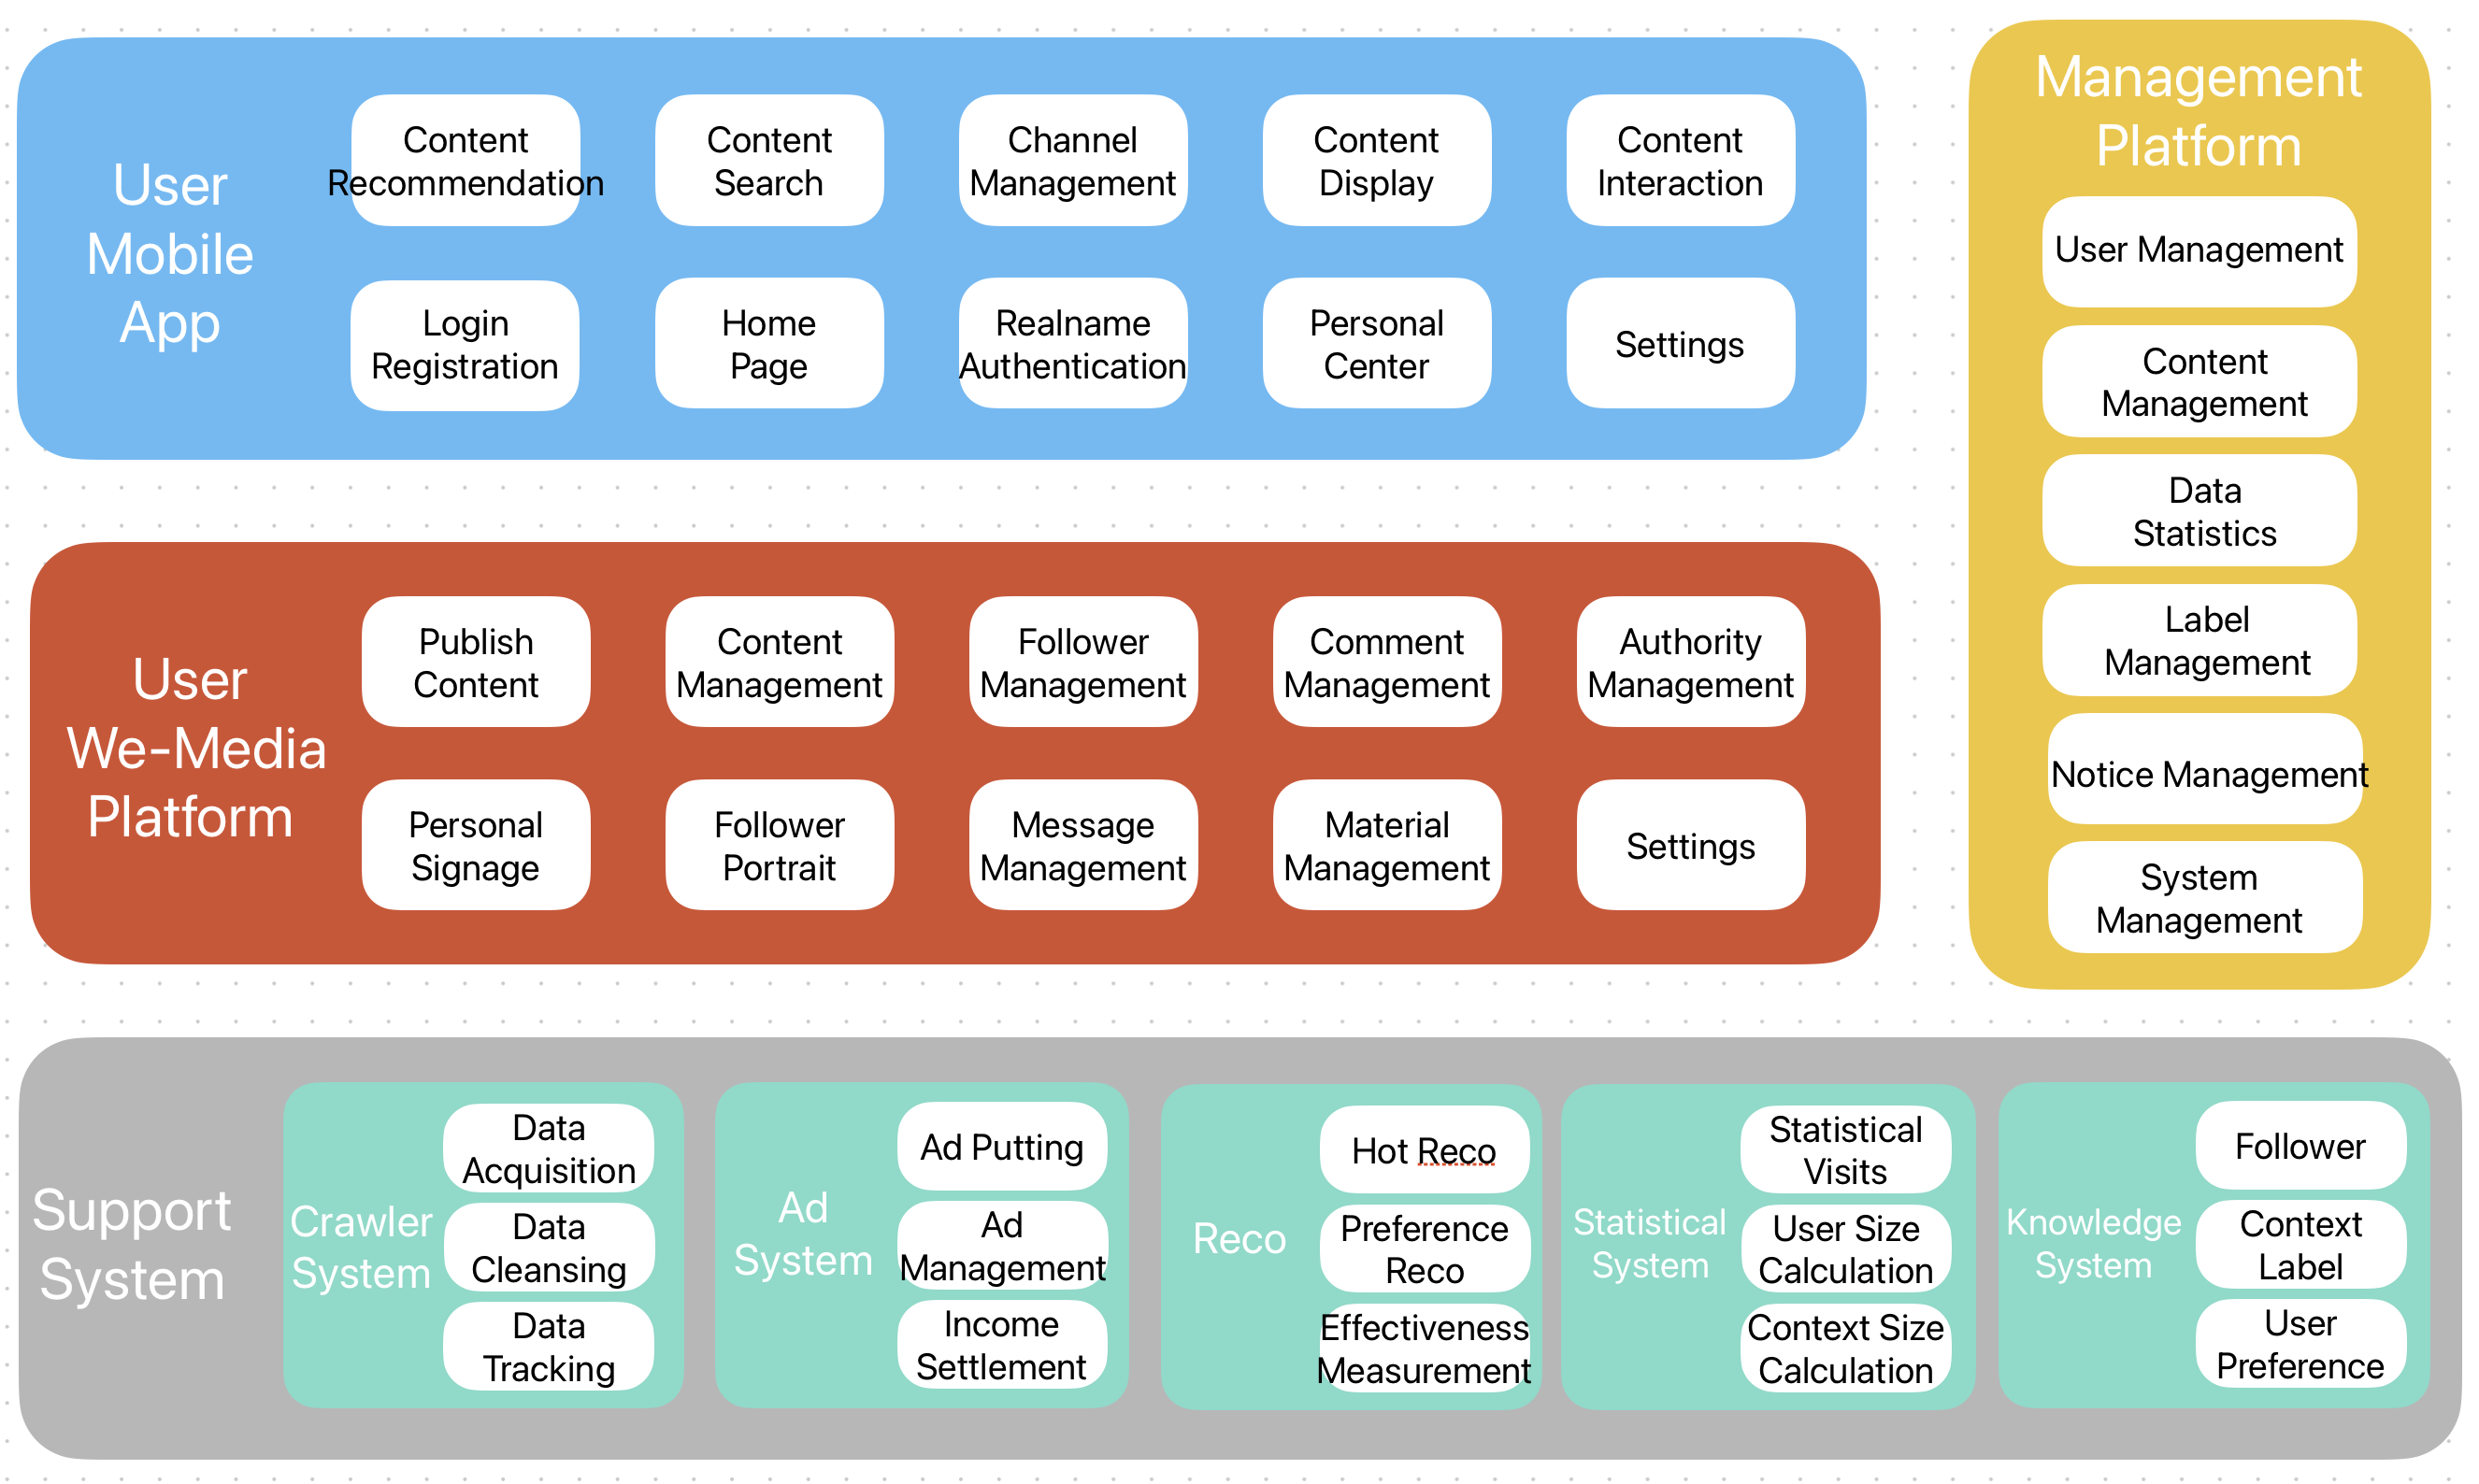 User
Mobile
App
Content
Recommendation
Content
Search
Channel
Management
Content
Display
Content
Interaction
Login
Registration
Home
Page
Realname
Authentication
Personal
Center
Settings
Management
Platform
User Management
Content
Management
Data
Statistics
Label
Management
Notice Management
System
Management
User
We-Media
Platform
Publish
Content
Content
Management
Follower
Management
Comment
Management
Authority
Management
Personal
Signage
Follower
Portrait
Message
Management
Material
Management
Settings
Support
System
Crawler
System
Data
Acquisition
Data
Cleansing
Data
Tracking
Ad
System
Ad Putting
Ad
Management
Income
Settlement
Reco
Hot Reco
Preference
Reco
Effectiveness
Measurement
Statistical
System
Statistical
Visits
User Size
Calculation
Context Size
Calculation
Knowledge
System
Follower
Context
Label
User
Preference